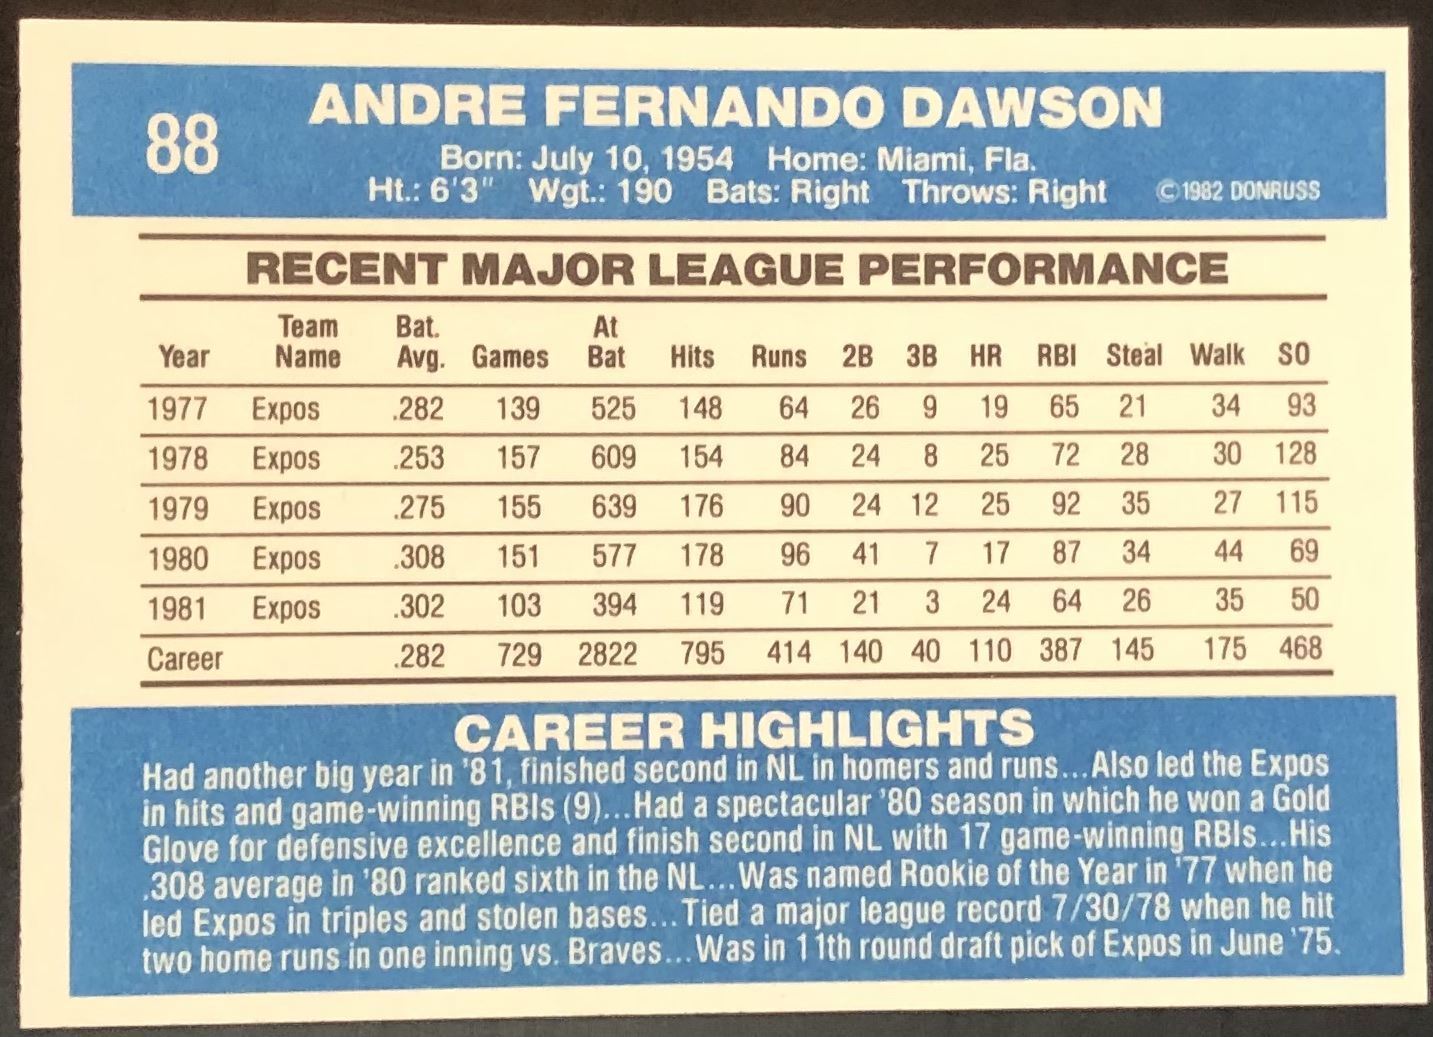 88
ANDRE FERNANDO DAWSON
Born: July 10, 1954 Home: Miami, Fla.
Ht.: 6'3" Wgt.: 190 Bats: Right Throws: Right ©1982 DONRUSS
RECENT MAJOR LEAGUE PERFORMANCE
Team Bat. At
Year Name Avg. Games Bat Hits Runs 2B 3B HR RBI Steal Walk SO
1977 Expos .282 139 525 148 64 26 9 19 65 21 34 93
1978 Expos .253 157 609 154 84 24 8 25 72 28 30 128
1979 Expos .275 155 639 176 90 24 12 25 92 35 27 115
1980 Expos .308 151 577 178 96 41 7 17 87 34 44 69
1981 Expos .302 103 394 119 71 21 3 24 64 26 35 50
Career .282 729 2822 795 414 140 40 110 387 145 175 468
CAREER HIGHLIGHTS
Had another big year in '81, finished second in NL in homers and runs...Also led the Expos
in hits and game-winning RBIs (9)...Had a spectacular '80 season in which he won a Gold
Glove for defensive excellence and finish second in NL with 17 game-winning RBIs...His
.308 average in '80 ranked sixth in the NL...Was named Rookie of the Year in '77 when he
led Expos in triples and stolen bases...Tied a major league record 7/30/78 when he hit
two home runs in one inning vs. Braves...Was in 11th round draft pick of Expos in June '75.